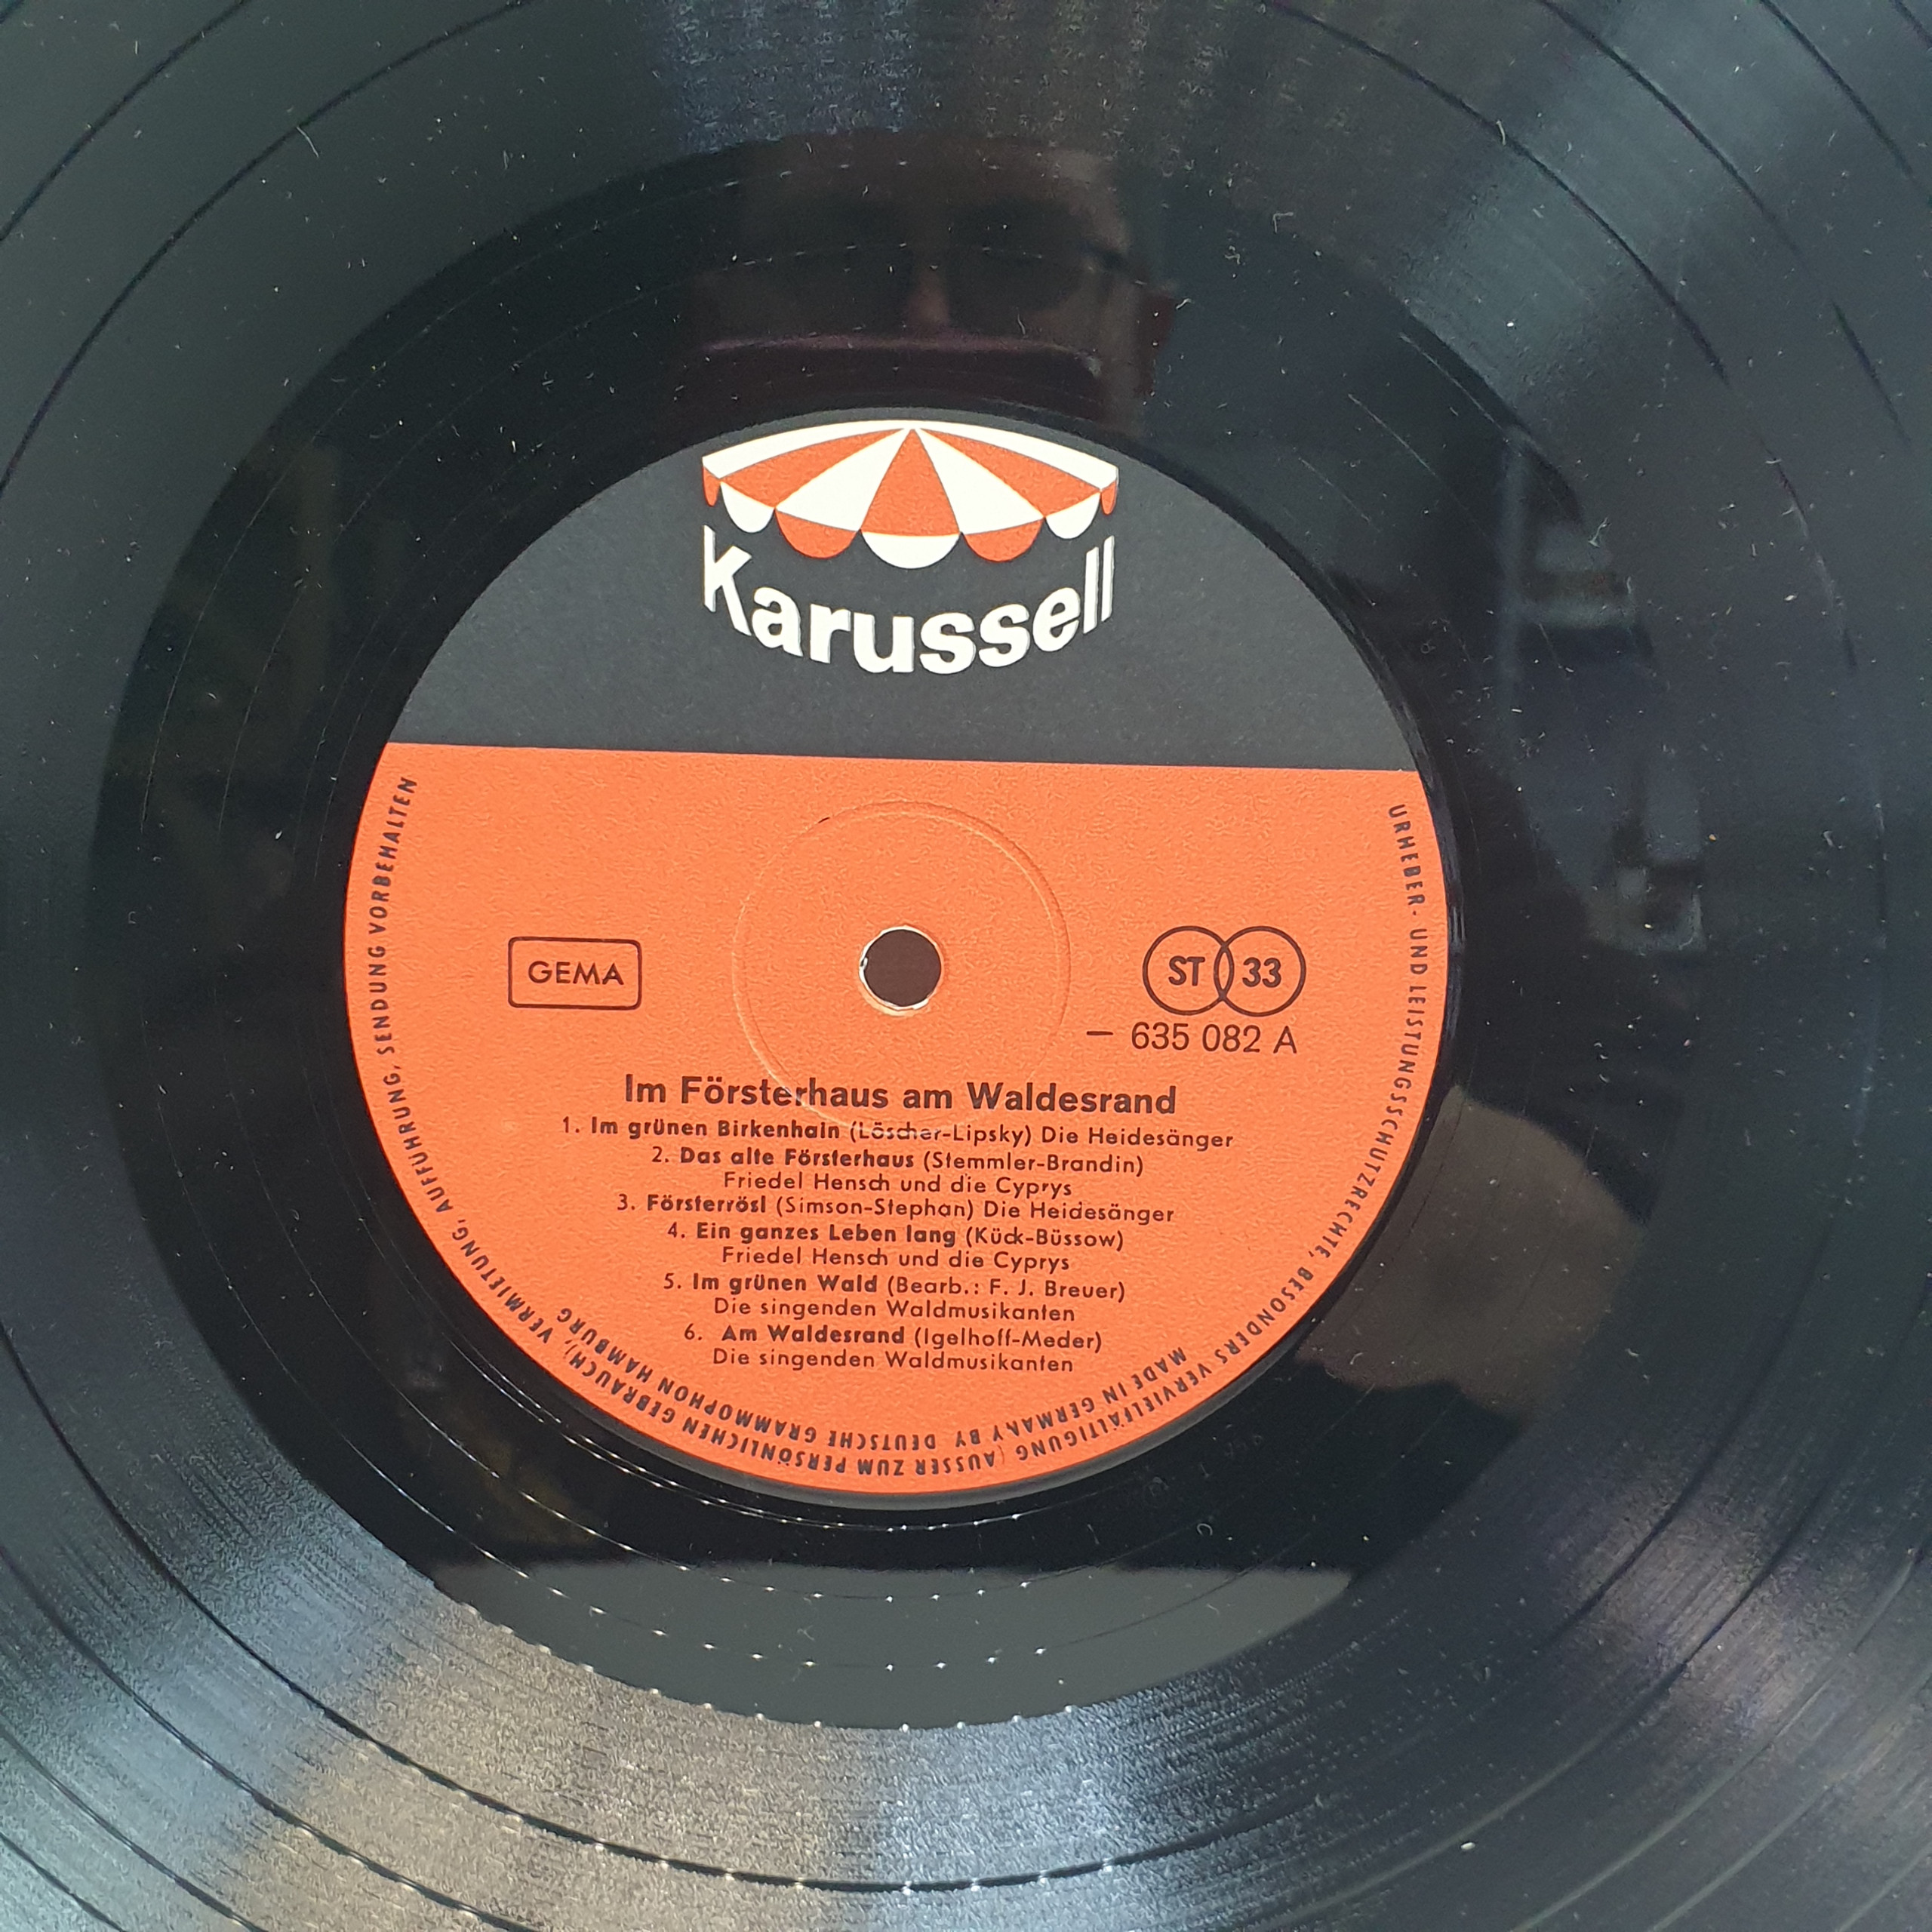 Karussell
GEMA
ST 33
— 635 082 A
Im Försterhaus am Waldesrand
1. Im grünen Birkenhain (Löscher-Lipsky) Die Heidesänger
2. Das alte Försterhaus (Stemmler-Brandin)
Friedel Hensch und die Cyprys
3. Försterrösl (Simson-Stephan) Die Heidesänger
4. Ein ganzes Leben lang (Kück-Büssow)
Friedel Hensch und die Cyprys
5. Im grünen Wald (Bearb.: F. J. Breuer)
Die singenden Waldmusikanten
6. Am Waldesrand (Igelhoff-Meder)
Die singenden Waldmusikanten
URHEBER- UND LEISTUNGSSCHUTZRECHTE, BESONDERS VERVIELFÄLTIGUNG (AUSSER ZUM PERSÖNLICHEN GEBRAUCH), VERMIETUNG, AUFFÜHRUNG, SENDUNG VORBEHALTEN
MADE IN GERMANY BY DEUTSCHE GRAMMOPHON HAMBURG